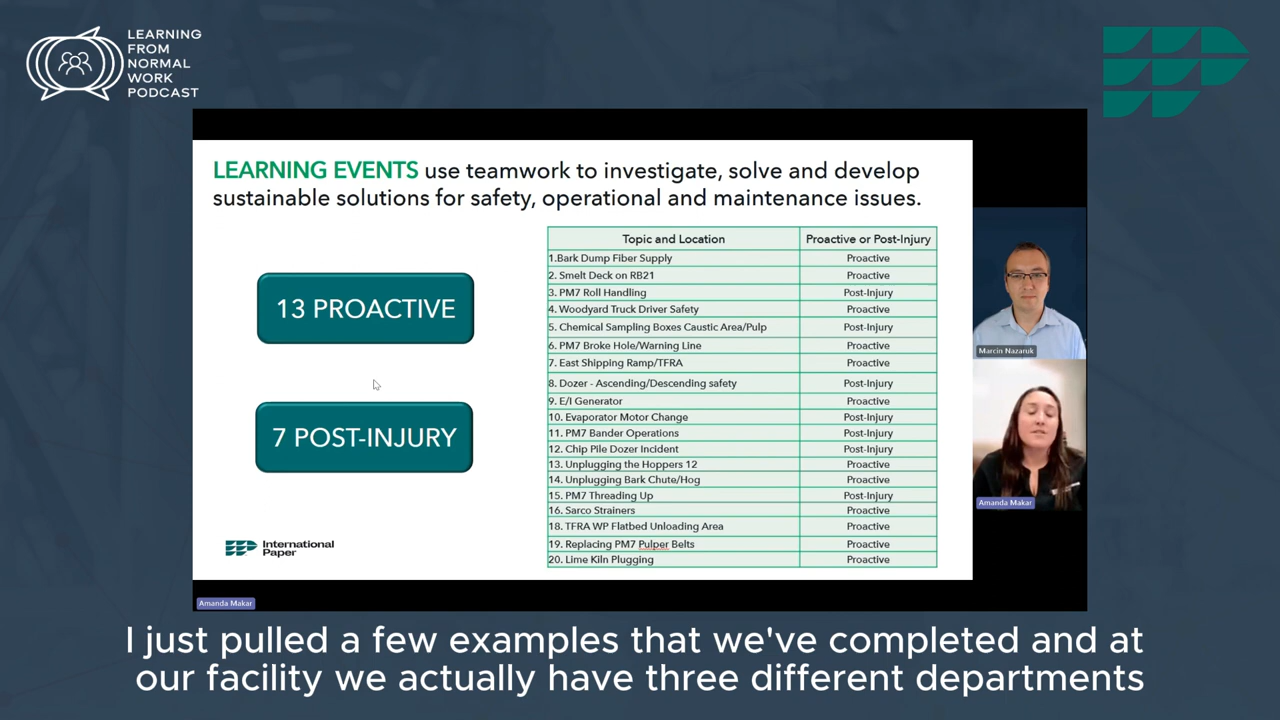 LEARNING
FROM
NORMAL
WORK
PODCAST
LEARNING EVENTS use teamwork to investigate, solve and develop
sustainable solutions for safety, operational and maintenance issues.
13 PROACTIVE
7 POST-INJURY
Topic and Location Proactive or Post-Injury
1.Bark Dump Fiber Supply Proactive
2. Smelt Deck on RB21 Proactive
3. PM7 Roll Handling Post-Injury
4. Woodyard Truck Driver Safety Proactive
5. Chemical Sampling Boxes Caustic Area/Pulp Post-Injury
6. PM7 Broke Hole/Warning Line Proactive
7. East Shipping Ramp/TFRA Proactive
8. Dozer - Ascending/Descending safety Post-Injury
9. E/I Generator Proactive
10. Evaporator Motor Change Post-Injury
11. PM7 Bander Operations Post-Injury
12. Chip Pile Dozer Incident Post-Injury
13. Unplugging the Hoppers 12 Proactive
14. Unplugging Bark Chute/Hog Proactive
15. PM7 Threading Up Post-Injury
16. Sarco Strainers Proactive
18. TFRA WP Flatbed Unloading Area Proactive
19. Replacing PM7 Pulper Belts Proactive
20. Lime Kiln Plugging Proactive
International
Paper
Marcin Nazaruk
Amanda Makar
Amanda Makar
I just pulled a few examples that we've completed and at
our facility we actually have three different departments